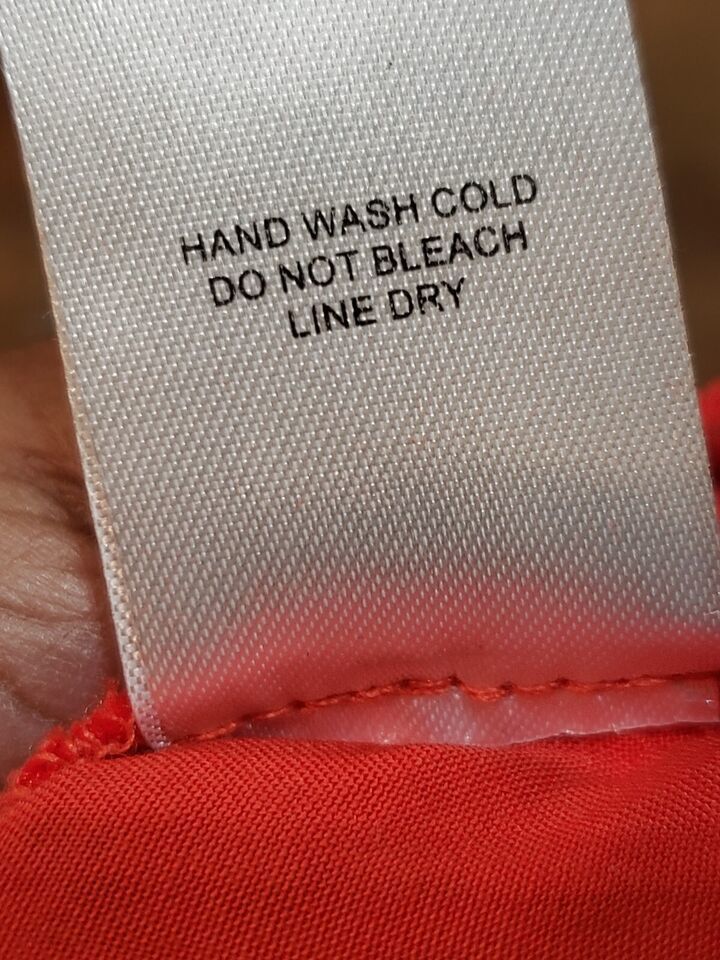 HAND WASH COLD
DO NOT BLEACH
LINE DRY